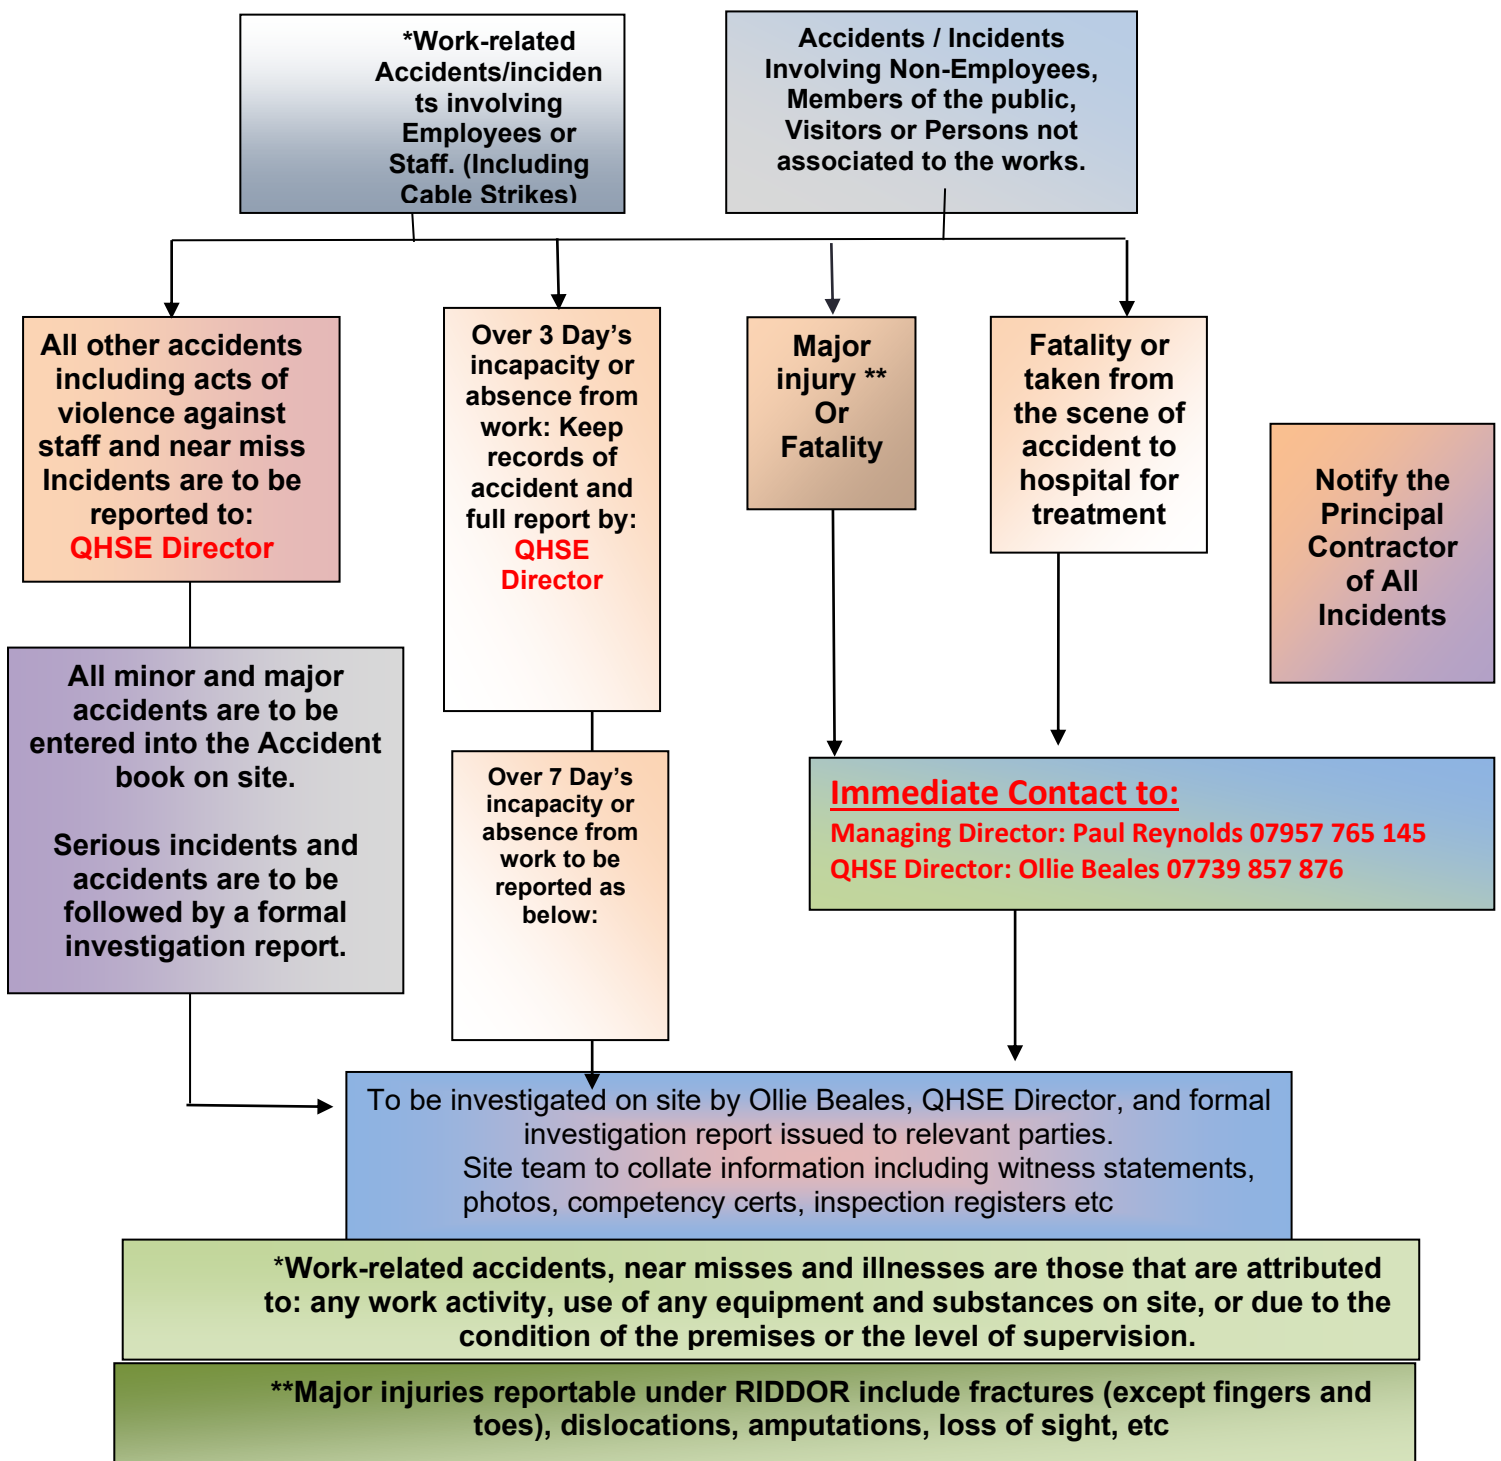 *Work-related
Accidents/inciden
ts involving
Employees or
Staff. (Including
Cable Strikes)
Accidents / Incidents
Involving Non-Employees,
Members of the public,
Visitors or Persons not
associated to the works.
All other accidents
including acts of
violence against
staff and near miss
Incidents are to be
reported to:
QHSE Director
Over 3 Day’s
incapacity or
absence from
work: Keep
records of
accident and
full report by:
QHSE
Director
Major
injury **
Or
Fatality
Fatality or
taken from
the scene of
accident to
hospital for
treatment
Notify the
Principal
Contractor
of All
Incidents
All minor and major
accidents are to be
entered into the Accident
book on site.
Serious incidents and
accidents are to be
followed by a formal
investigation report.
Over 7 Day’s
incapacity or
absence from
work to be
reported as
below:
Immediate Contact to:
Managing Director: Paul Reynolds 07957 765 145
QHSE Director: Ollie Beales 07739 857 876
To be investigated on site by Ollie Beales, QHSE Director, and formal
investigation report issued to relevant parties.
Site team to collate information including witness statements,
photos, competency certs, inspection registers etc
*Work-related accidents, near misses and illnesses are those that are attributed
to: any work activity, use of any equipment and substances on site, or due to the
condition of the premises or the level of supervision.
**Major injuries reportable under RIDDOR include fractures (except fingers and
toes), dislocations, amputations, loss of sight, etc